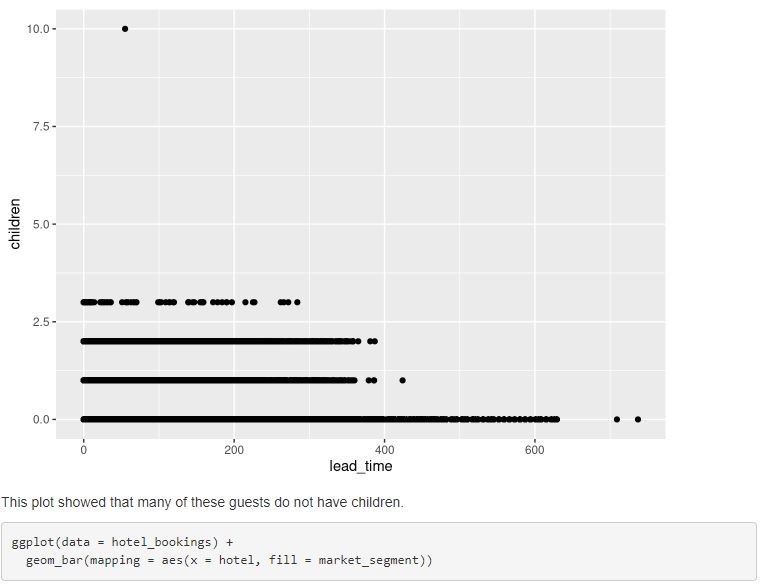 10.0
7.5
5.0
2.5
0.0
children
0 200 400 600
lead_time
This plot showed that many of these guests do not have children.
ggplot(data = hotel_bookings) +
  geom_bar(mapping = aes(x = hotel, fill = market_segment))